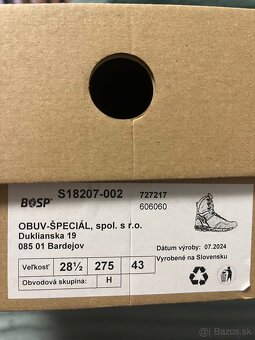 BOSP
S18207-002
727217
606060
OBUV-ŠPECIÁL, spol. s r.o.
Duklianska 19
085 01 Bardejov
Dátum výroby: 07.2024
Vyrobené na Slovensku
Veľkosť 28½ 275 43
Obvodová skupina: H
© Bazos.sk